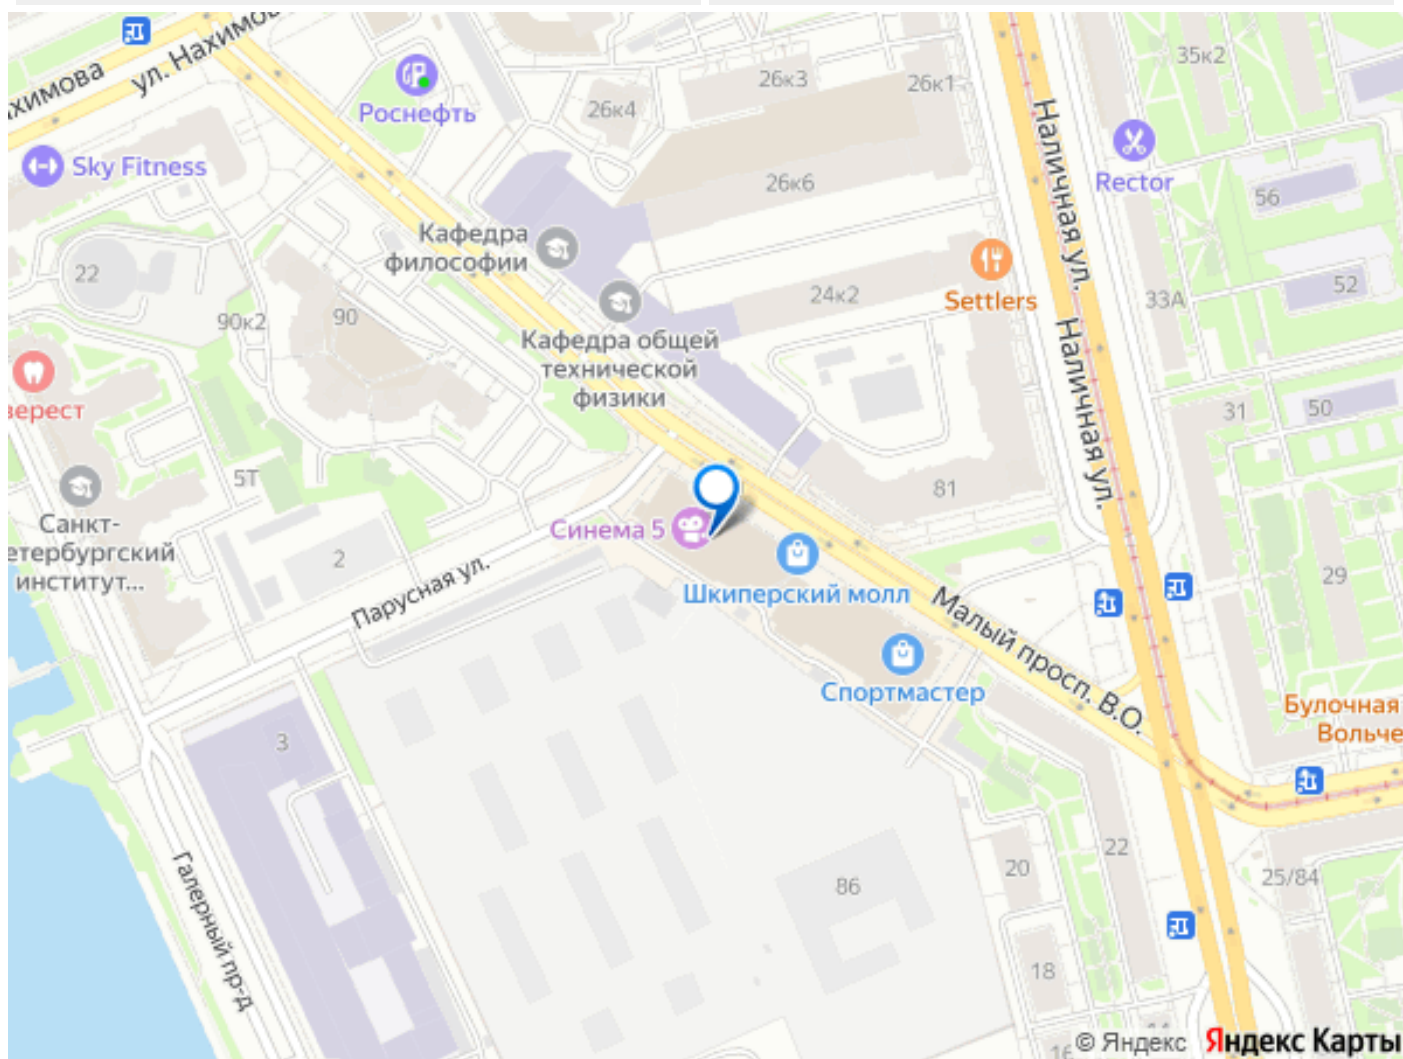 ул. Нахимова
Роснефть
26к3
26к1
26к4
35к2
Наличная ул.
Sky Fitness
Rector
26к6
56
Кафедра
философии
22
90к2
90
24к2
Settlers
33А
52
Кафедра общей
технической
физики
Наличная ул.
31
50
5Т
81
Санкт-
институт...
Синема 5
2
Парусная ул.
Шкиперский молл
29
Малый просп. В.О.
Спортмастер
Булочная
3
86
20
22
25/84
Галерный пр-д
18
16
© Яндекс
Яндекс Карты